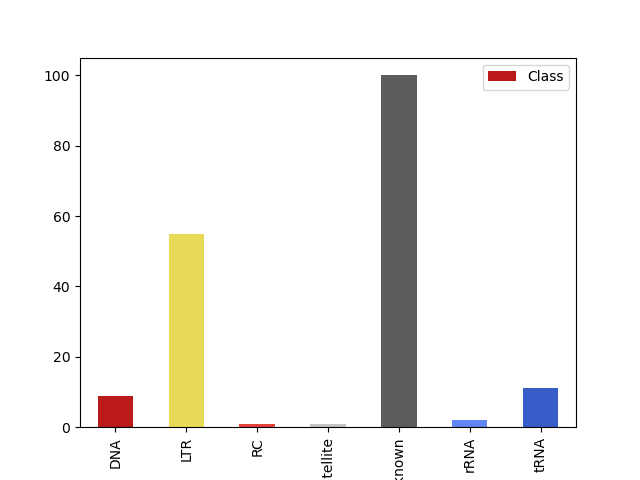 100
80
60
40
20
0
Class
DNA
LTR
RC
tellite
known
rRNA
tRNA